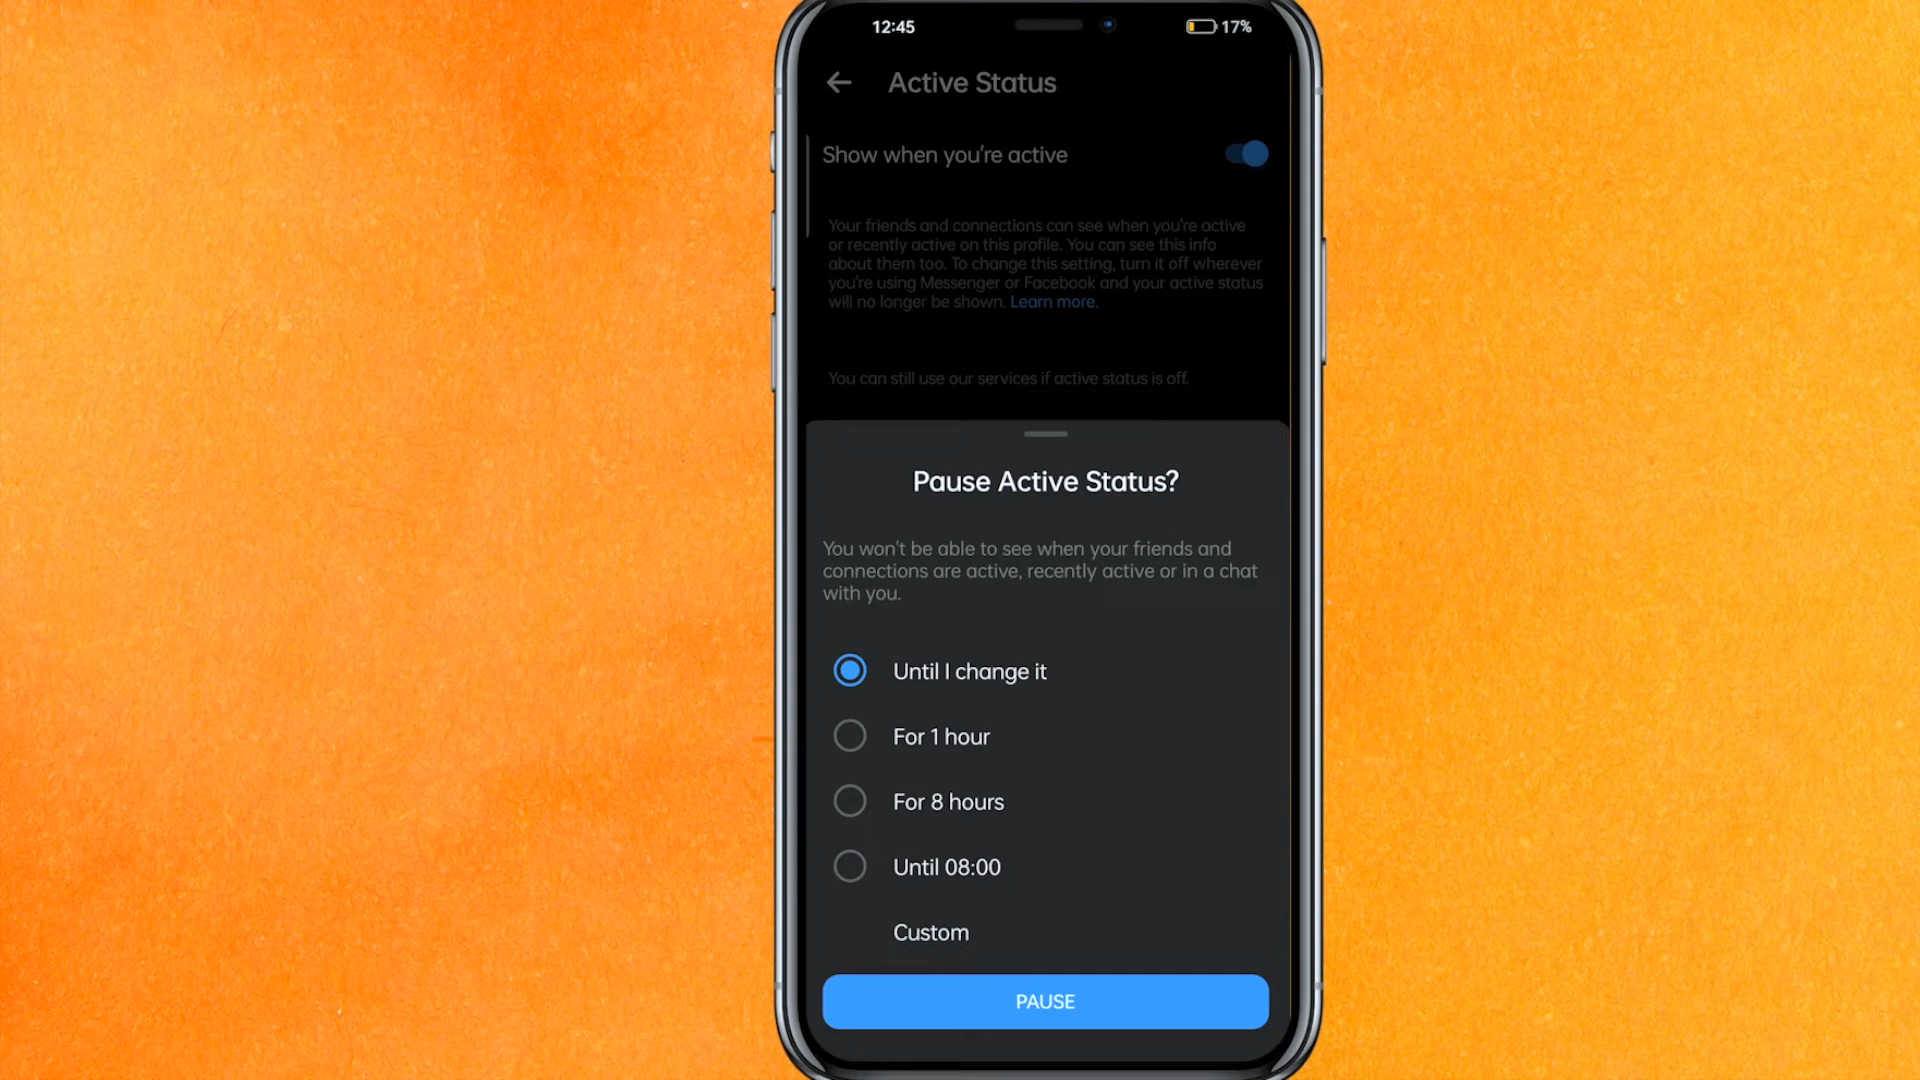 12:45
17%
Active Status
Show when you're active
Your friends and connections can see when you're active
or recently active on this profile. You can see this info
about them too. To change this setting, turn it off wherever
you're using Messenger or Facebook and your active status
will no longer be shown. Learn more.
You can still use our services if active status is off.
Pause Active Status?
You won't be able to see when your friends and
connections are active, recently active or in a chat
with you.
Until I change it
For 1 hour
For 8 hours
Until 08:00
Custom
PAUSE